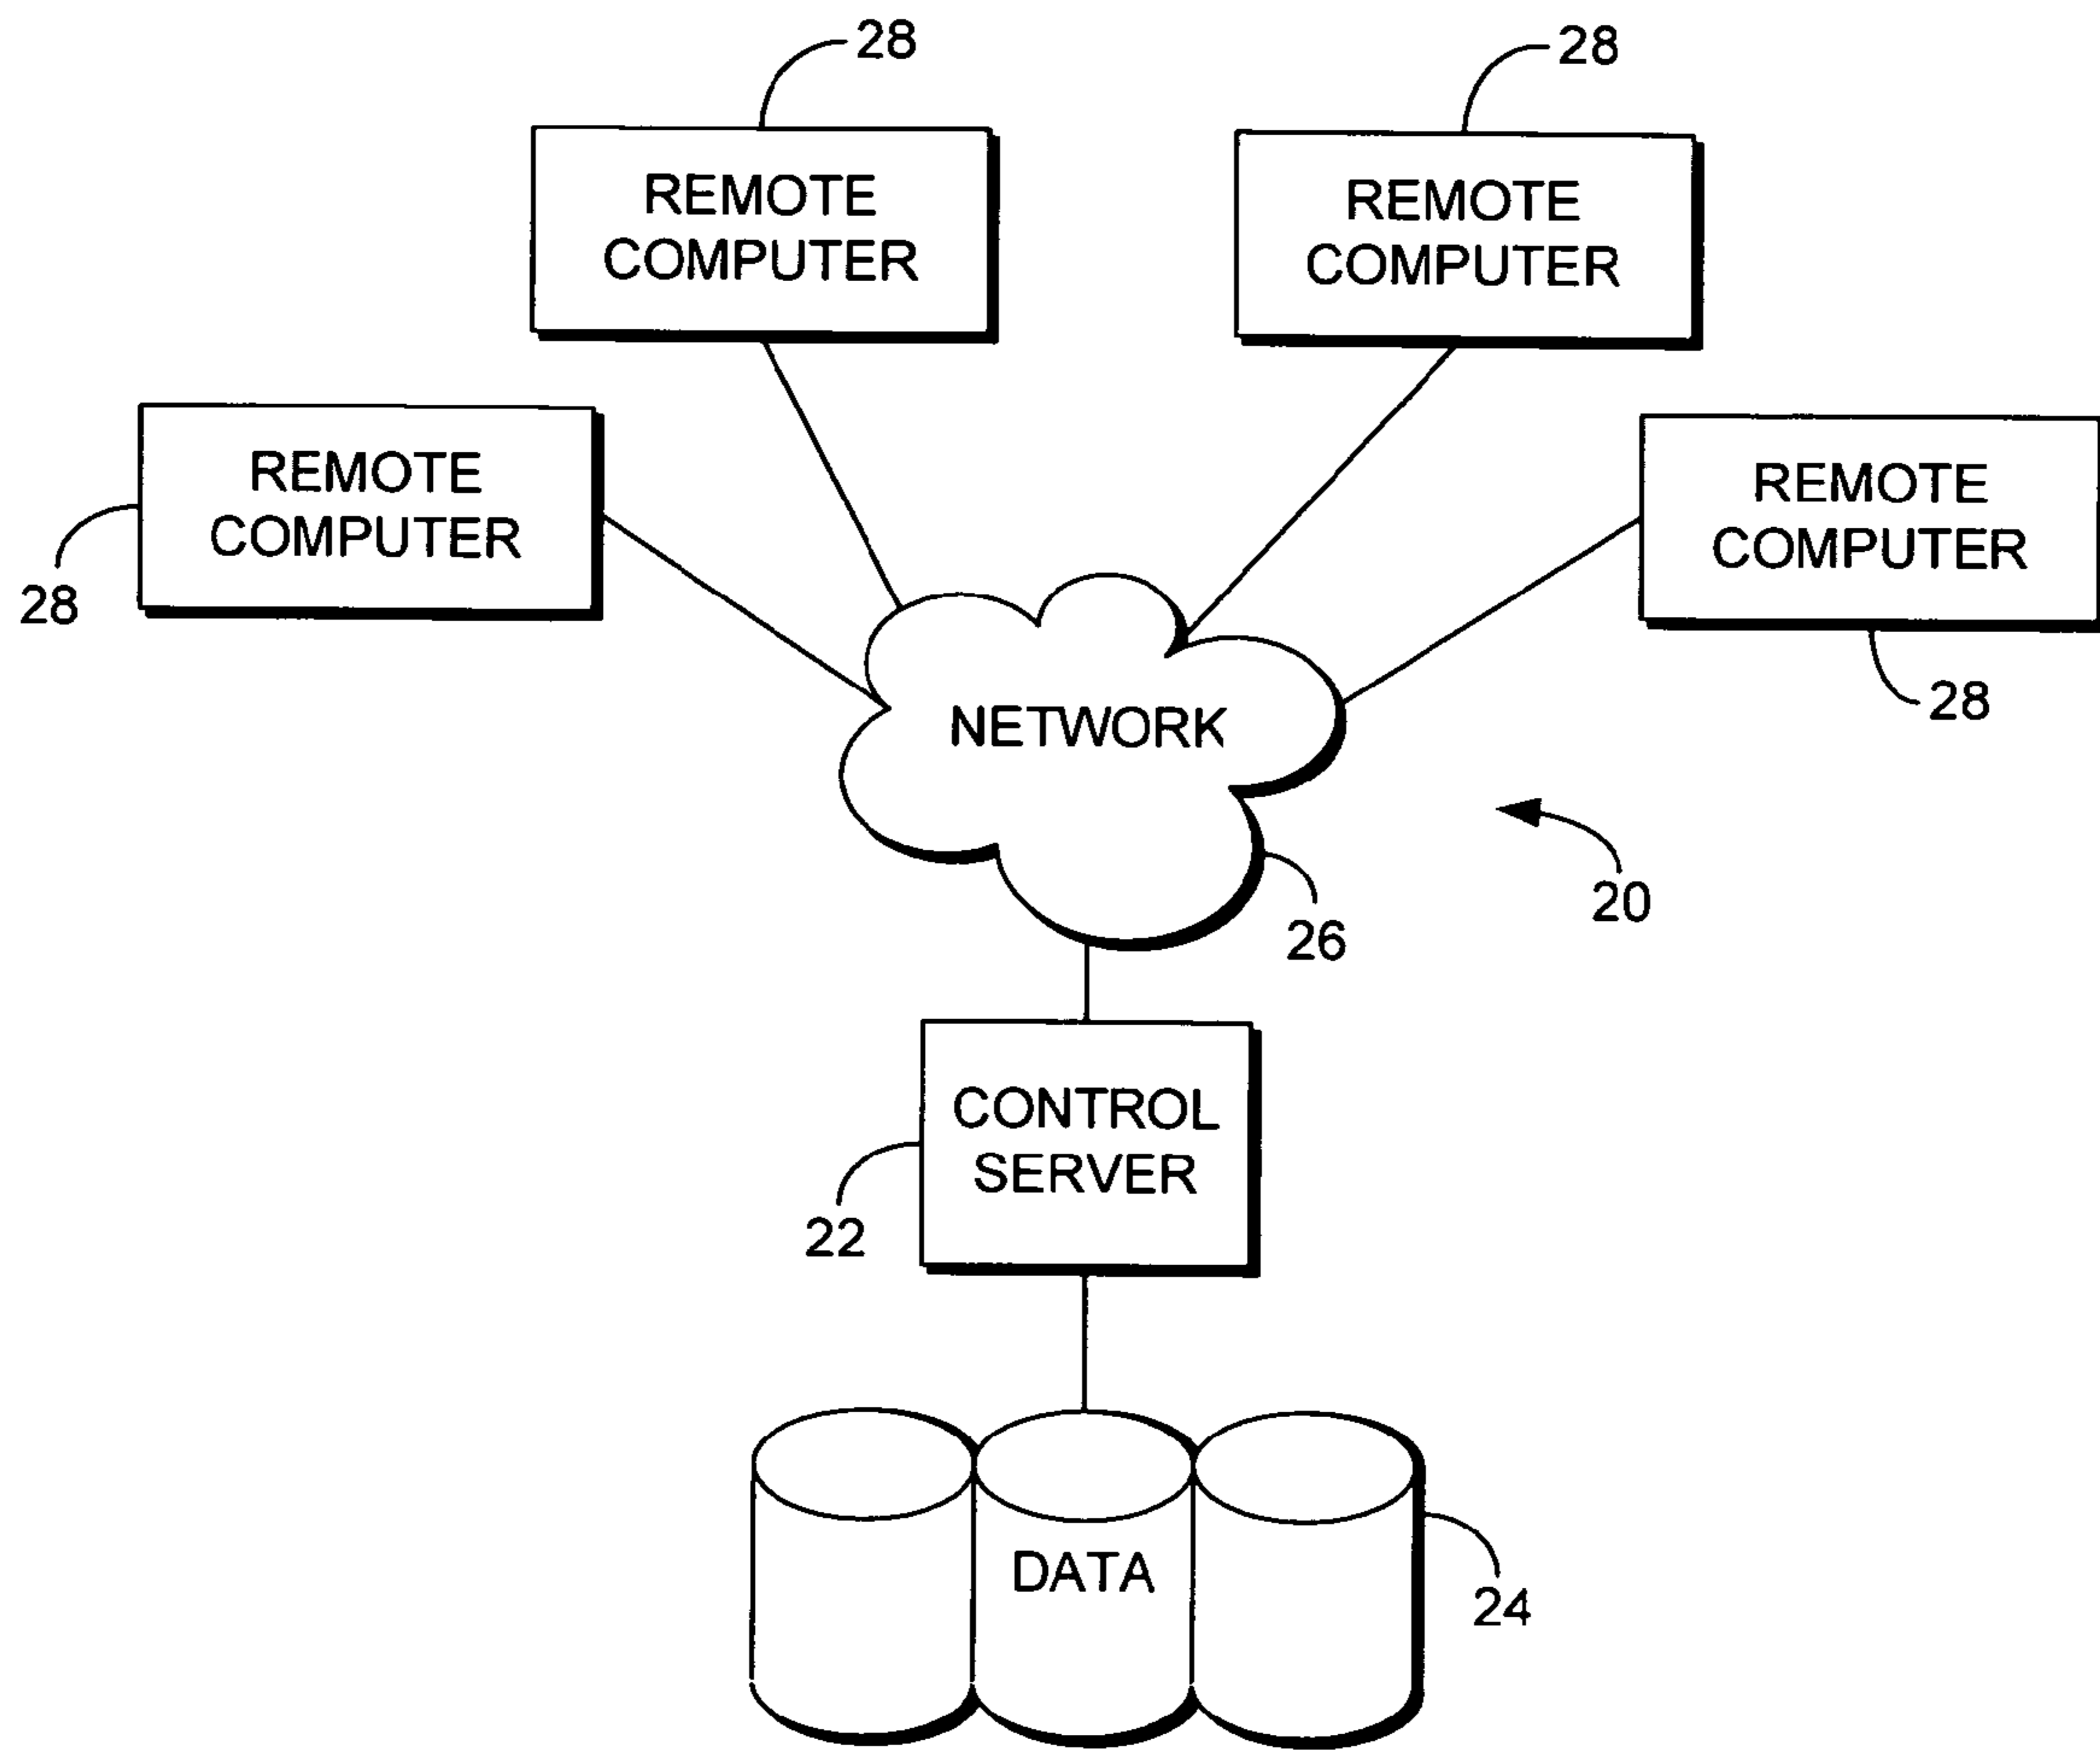 28
28
REMOTE
COMPUTER
REMOTE
COMPUTER
REMOTE
COMPUTER
REMOTE
COMPUTER
28
28
NETWORK
20
26
CONTROL
SERVER
22
DATA
24